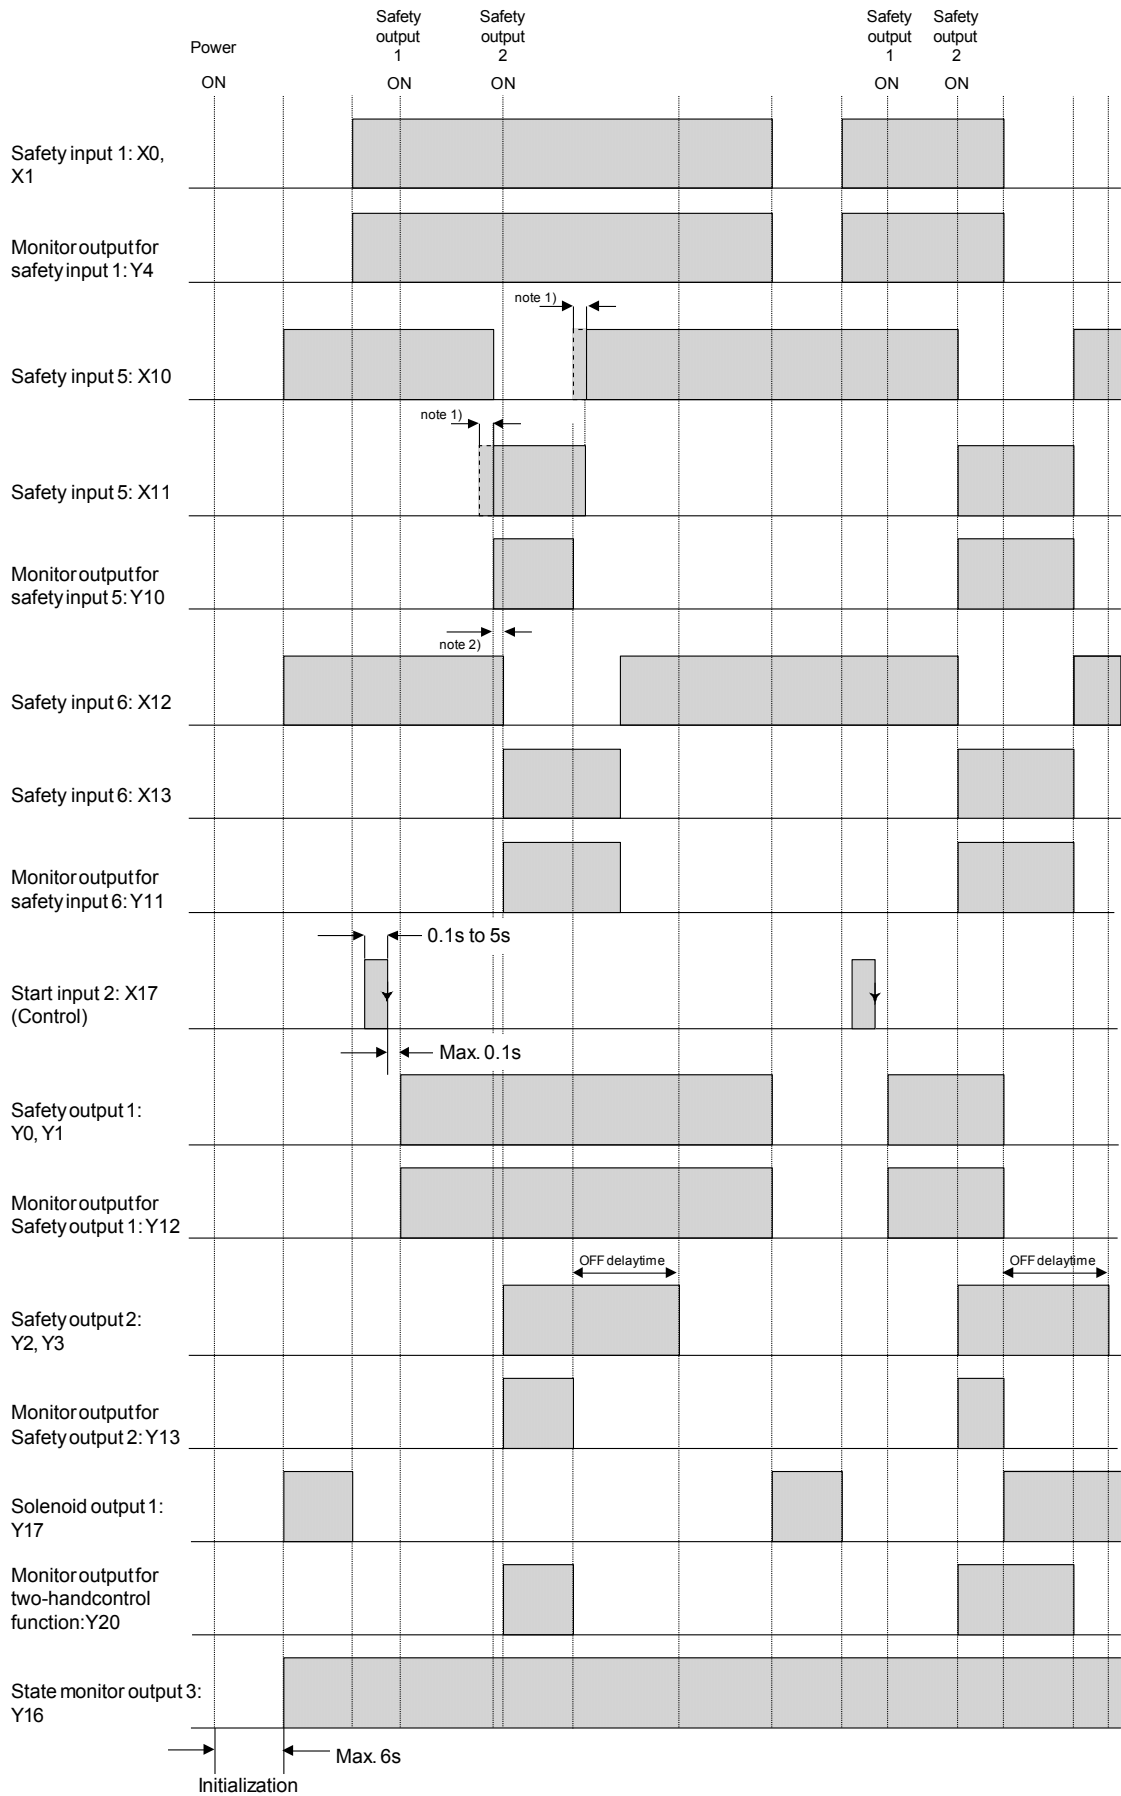 Power
ON
Safety
output
1
ON
Safety
output
2
ON
Safety
output
1
ON
Safety
output
2
ON
Safety input 1: X0,
X1
Monitor output for
safety input 1: Y4
note 1)
Safety input 5: X10
note 1)
Safety input 5: X11
Monitor output for
safety input 5: Y10
note 2)
Safety input 6: X12
Safety input 6: X13
Monitor output for
safety input 6: Y11
0.1s to 5s
Start input 2: X17
(Control)
Max. 0.1s
Safety output 1:
Y0, Y1
Monitor output for
Safety output 1: Y12
OFF delay time
OFF delay time
Safety output 2:
Y2, Y3
Monitor output for
Safety output 2: Y13
Solenoid output 1:
Y17
Monitor output for
two-hand control
function: Y20
State monitor output 3:
Y16
Max. 6s
Initialization